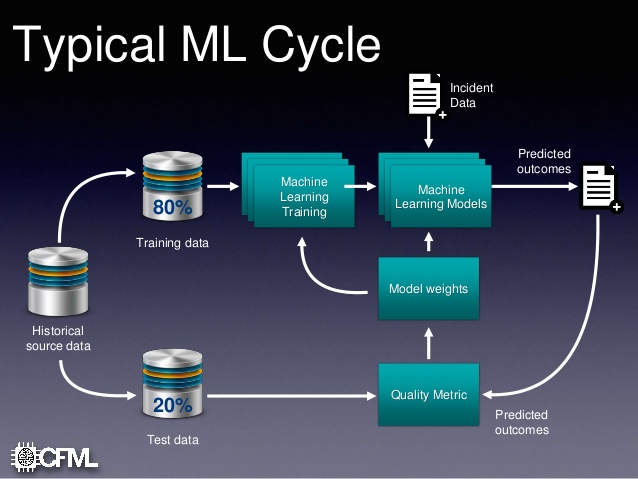 Typical ML Cycle
Incident
Data
Predicted
outcomes
80%
Training data
Machine
Learning
Training
Machine
Learning Models
Historical
source data
Model weights
20%
Test data
Quality Metric
Predicted
outcomes
CFML